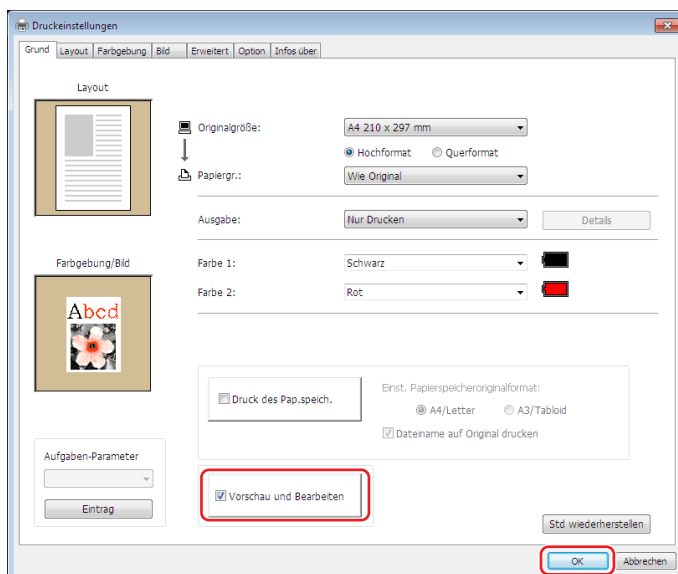 Druckeinstellungen
Grund Layout Farbgebung Bild Erweitert Option Infos über
Layout
Originalgröße: A4 210 x 297 mm
Hochformat Querformat
Papiergr.: Wie Original
Ausgabe: Nur Drucken Details
Farbgebung/Bild
Farbe 1: Schwarz
Farbe 2: Rot
Abcd
Druck des Pap.speich.
Einst. Papierspeicheroriginalformat:
A4/Letter A3/Tabloid
Dateiname auf Original drucken
Aufgaben-Parameter
Eintrag
Vorschau und Bearbeiten
Std wiederherstellen
OK Abbrechen